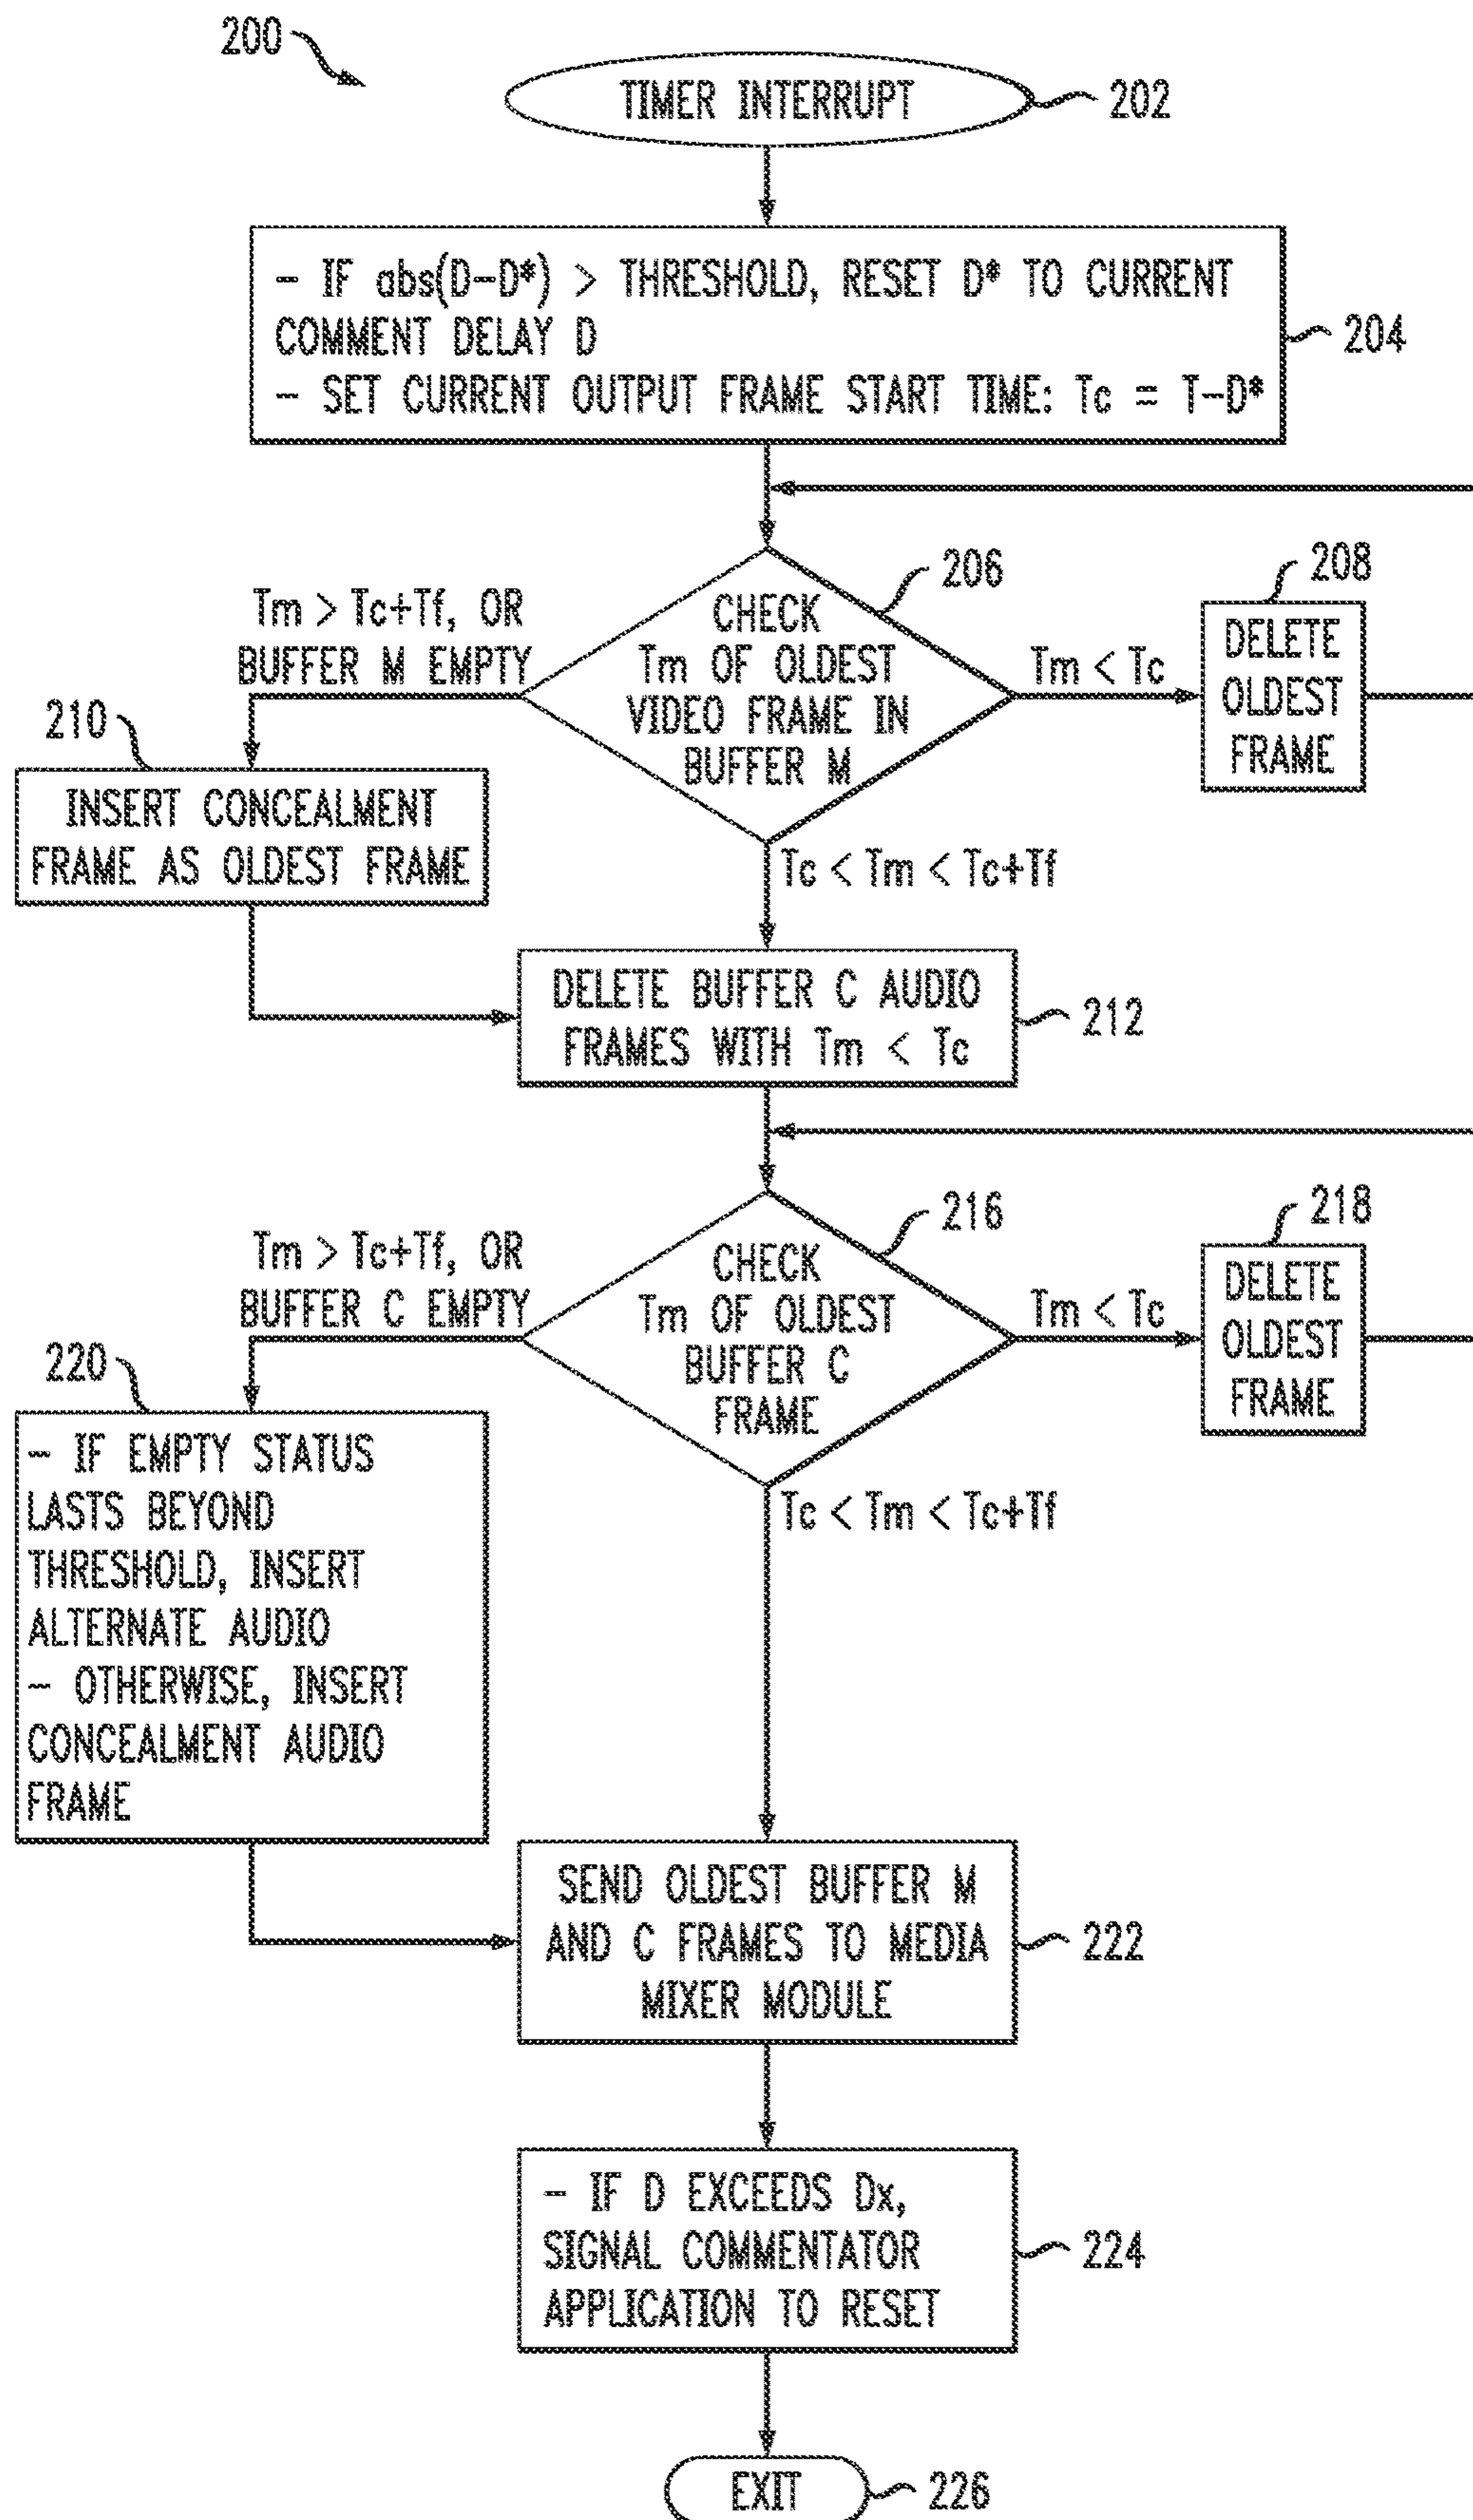 200
TIMER INTERRUPT
202
- IF abs(D-D*) > THRESHOLD, RESET D* TO CURRENT
COMMENT DELAY D
- SET CURRENT OUTPUT FRAME START TIME: Tc = T-D*
204
206
CHECK
Tm OF OLDEST
VIDEO FRAME IN
BUFFER M
Tm > Tc+Tf, OR
BUFFER M EMPTY
Tm < Tc
208
DELETE
OLDEST
FRAME
210
INSERT CONCEALMENT
FRAME AS OLDEST FRAME
Tc < Tm < Tc+Tf
DELETE BUFFER C AUDIO
FRAMES WITH Tm < Tc
212
216
CHECK
Tm OF OLDEST
BUFFER C
FRAME
Tm > Tc+Tf, OR
BUFFER C EMPTY
Tm < Tc
218
DELETE
OLDEST
FRAME
220
- IF EMPTY STATUS
LASTS BEYOND
THRESHOLD, INSERT
ALTERNATE AUDIO
- OTHERWISE, INSERT
CONCEALMENT AUDIO
FRAME
Tc < Tm < Tc+Tf
SEND OLDEST BUFFER M
AND C FRAMES TO MEDIA
MIXER MODULE
222
- IF D EXCEEDS Dx,
SIGNAL COMMENTATOR
APPLICATION TO RESET
224
EXIT
226